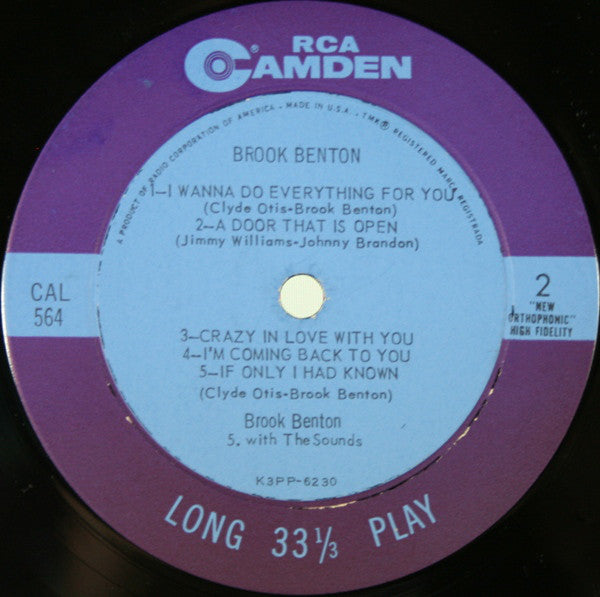 RCA
CAMDEN
A PRODUCT OF RADIO CORPORATION OF AMERICA - MADE IN U.S.A. - TMK® REGISTERED MARCA REGISTRADA
BROOK BENTON
1—I WANNA DO EVERYTHING FOR YOU
(Clyde Otis-Brook Benton)
2—A DOOR THAT IS OPEN
(Jimmy Williams-Johnny Brandon)
CAL
564
2
"NEW
ORTHOPHONIC"
HIGH FIDELITY
3—CRAZY IN LOVE WITH YOU
4—I'M COMING BACK TO YOU
5—IF ONLY I HAD KNOWN
(Clyde Otis-Brook Benton)
Brook Benton
5. with The Sounds
K3PP-6230
LONG 33⅓ PLAY